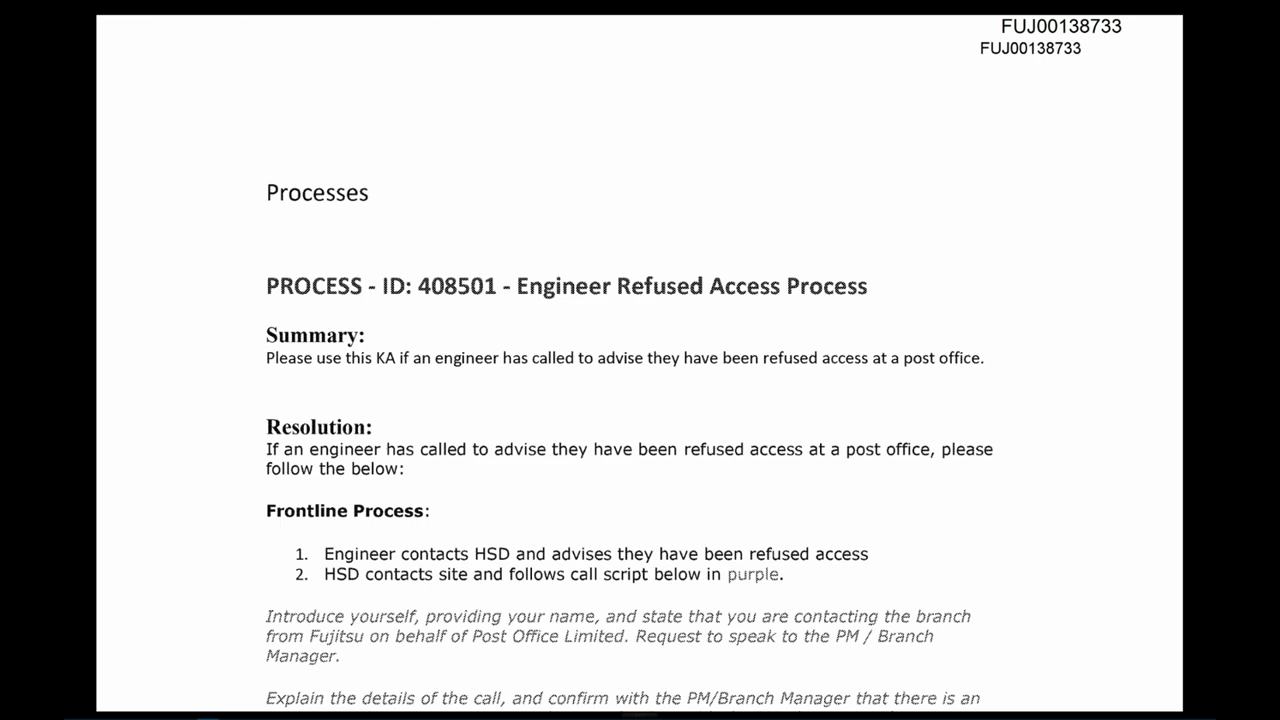 FUJ00138733
FUJ00138733
Processes
PROCESS - ID: 408501 - Engineer Refused Access Process
Summary:
Please use this KA if an engineer has called to advise they have been refused access at a post office.
Resolution:
If an engineer has called to advise they have been refused access at a post office, please
follow the below:
Frontline Process:
1. Engineer contacts HSD and advises they have been refused access
2. HSD contacts site and follows call script below in purple.
Introduce yourself, providing your name, and state that you are contacting the branch
from Fujitsu on behalf of Post Office Limited. Request to speak to the PM / Branch
Manager.
Explain the details of the call, and confirm with the PM/Branch Manager that there is an